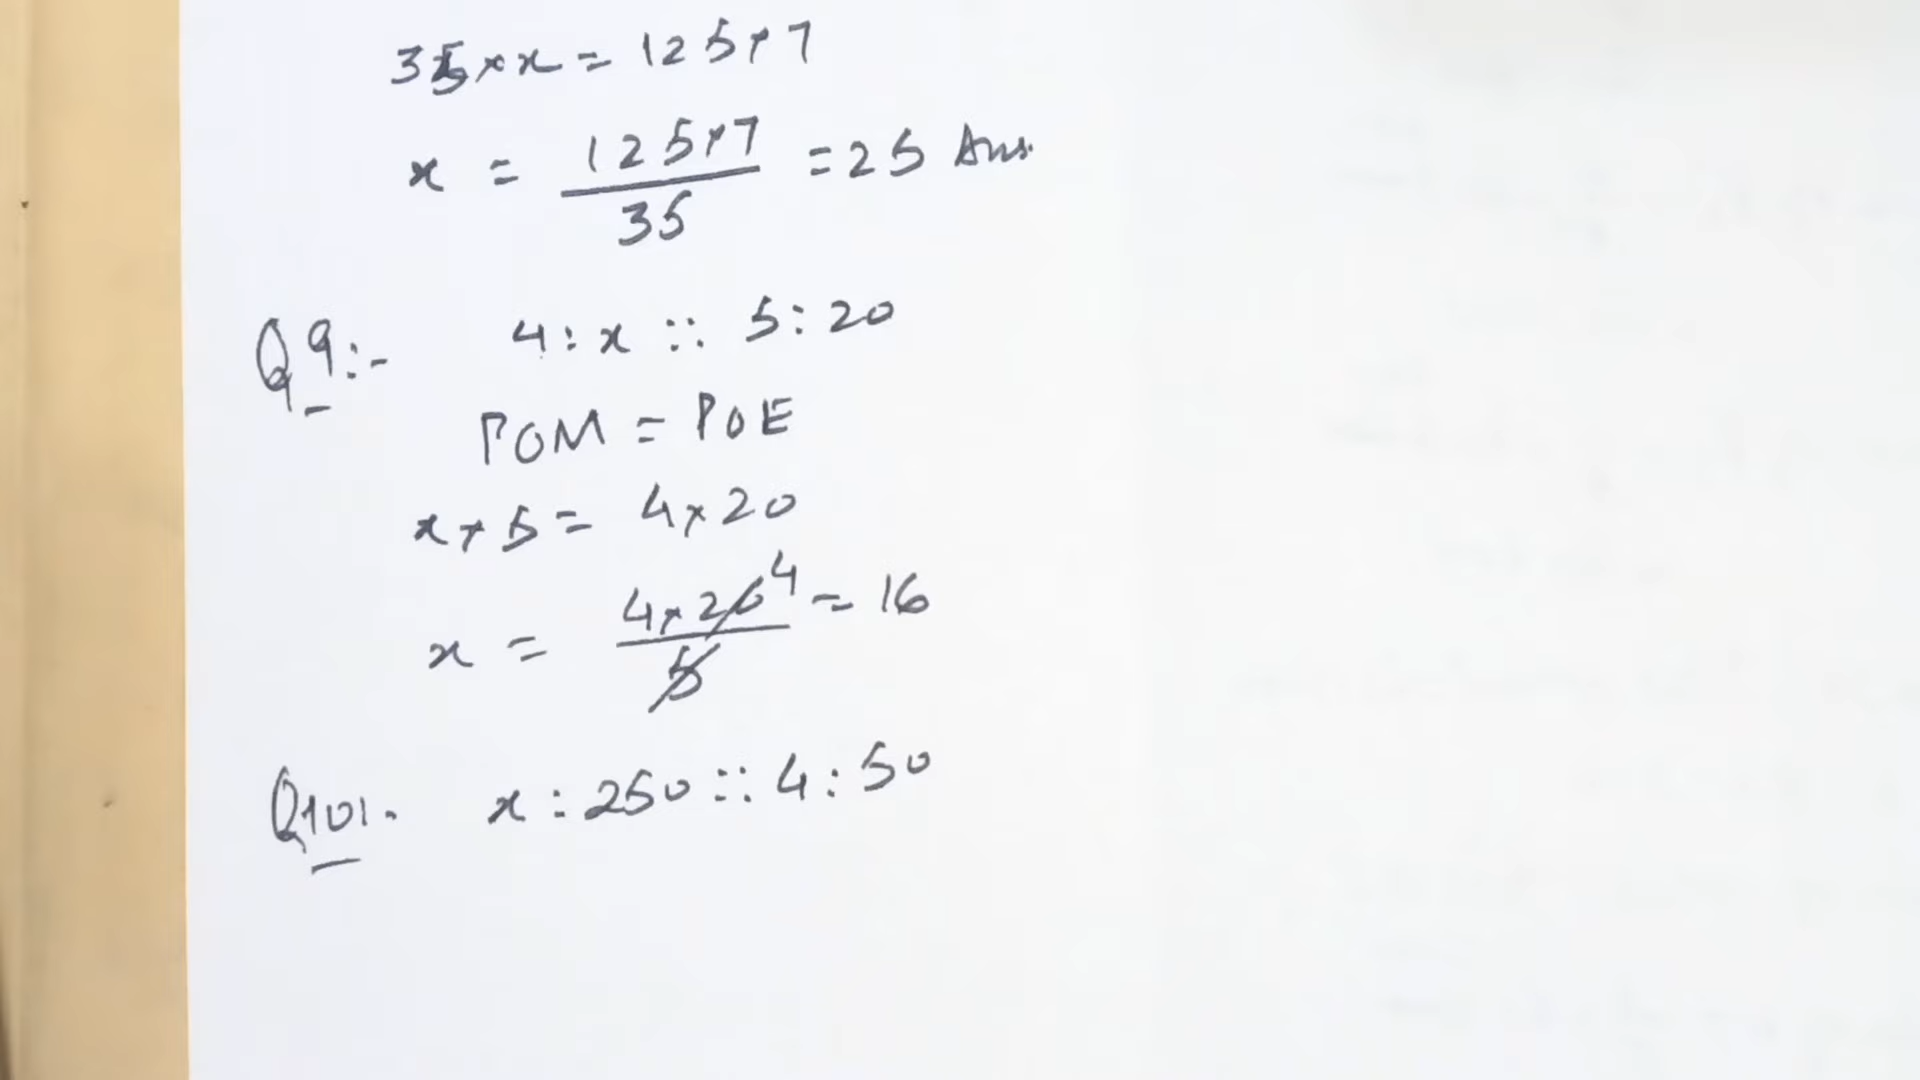 35 × x = 125 × 7
x = 125 × 7 / 35 = 25 Ans.
Q9:- 4 : x :: 5 : 20
POM = POE
x × 5 = 4 × 20
x = 4 × 20 4 / 5 = 16
Q10:- x : 250 :: 4 : 50